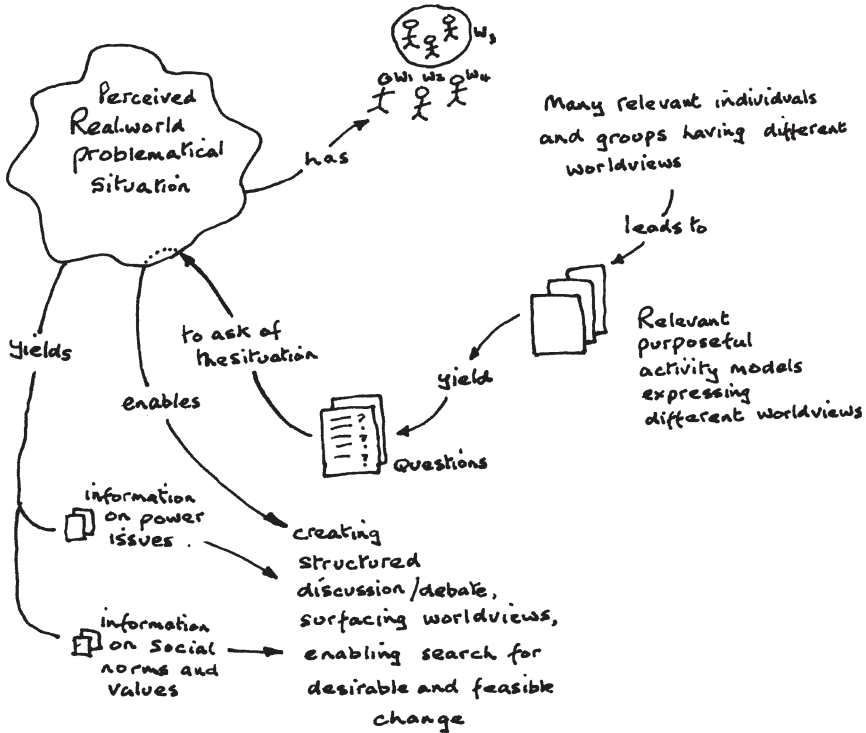 Perceived
Real-world
problematical
situation
has
W3
W1 W2 W4
Many relevant individuals
and groups having different
worldviews
leads to
Relevant
purposeful
activity models
expressing
different worldviews
yield
? 
?
?
?
Questions
to ask of
the situation
yields
enables
information
on power
issues
information
on social
norms and
values
creating
structured
discussion/debate,
surfacing worldviews,
enabling search for
desirable and feasible
change